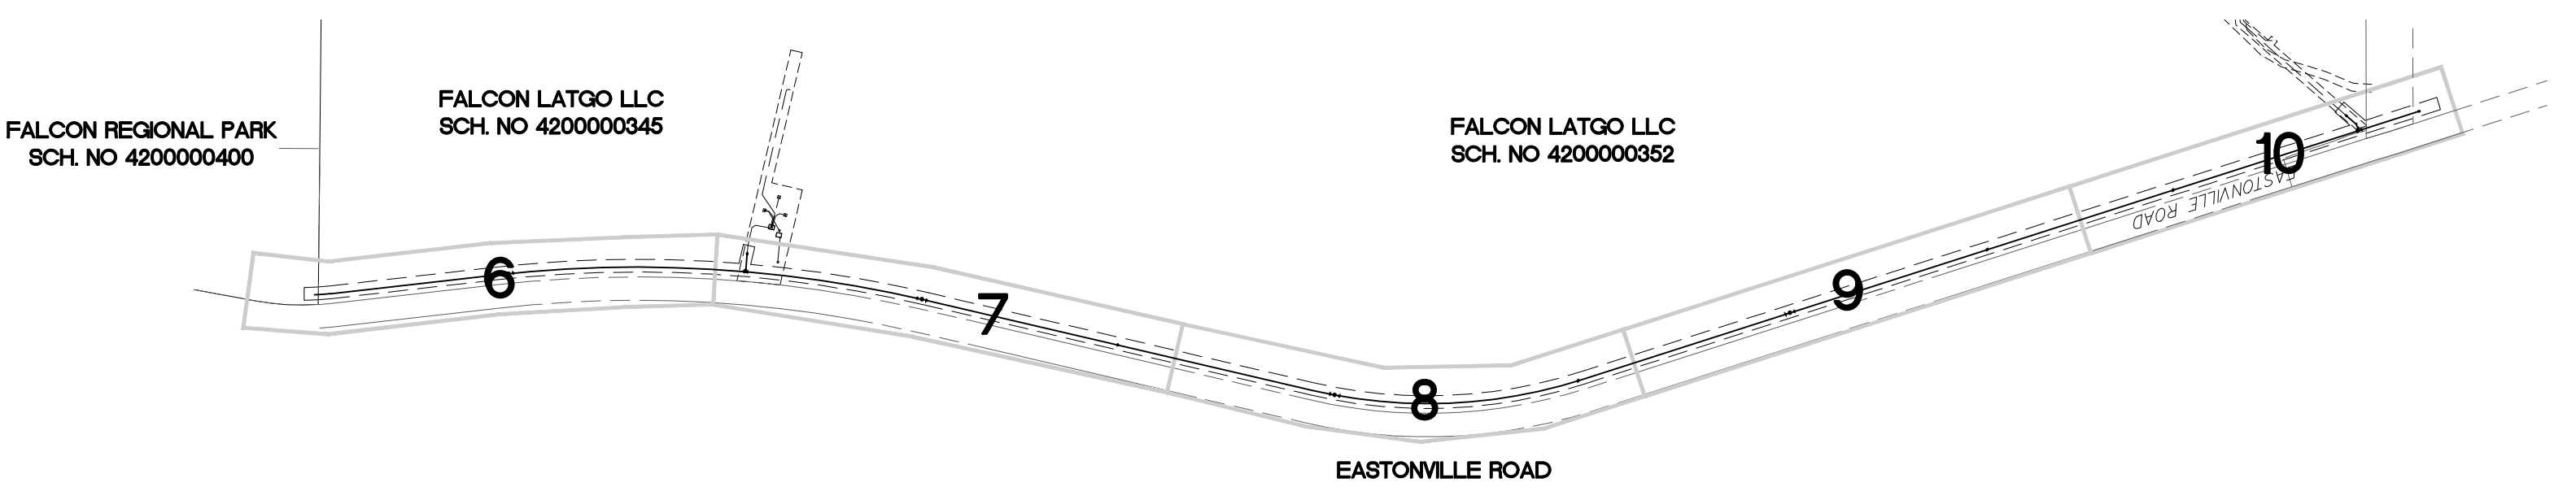 FALCON REGIONAL PARK
SCH. NO 4200000400
FALCON LATGO LLC
SCH. NO 4200000345
FALCON LATGO LLC
SCH. NO 4200000352
6
7
8
9
10
EASTONVILLE ROAD
EASTONVILLE ROAD